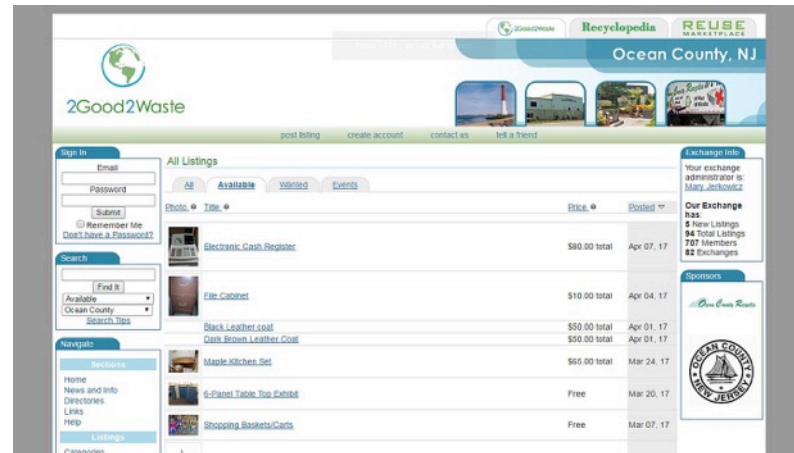 2Good2Waste
Recyclopedia
REUSE
MARKETPLACE
Ocean County, NJ
2Good2Waste
post listing
create account
contact us
tell a friend
Sign In
Email
Password
Submit
Remember Me
Don't have a Password?
Search
Find It
Available
Ocean County
Search Tips
Navigate
Sections
Home
News and Info
Directories
Links
Help
Listings
Categories
All Listings
All
Available
Wanted
Events
Photo Title Price Posted
Electronic Cash Register $80.00 total Apr 07, 17
File Cabinet $10.00 total Apr 04, 17
Black Leather coat $50.00 total Apr 01, 17
Dark Brown Leather Coat $50.00 total Apr 01, 17
Maple Kitchen Set $65.00 total Mar 24, 17
6-Panel Table Top Exhibit Free Mar 20, 17
Shopping Baskets/Carts Free Mar 07, 17
Exchange Info
Your exchange
administrator is:
Mary Jerkowicz
Our Exchange
has:
5 New Listings
94 Total Listings
707 Members
82 Exchanges
Sponsors
Ocean County
OCEAN COUNTY
NEW JERSEY